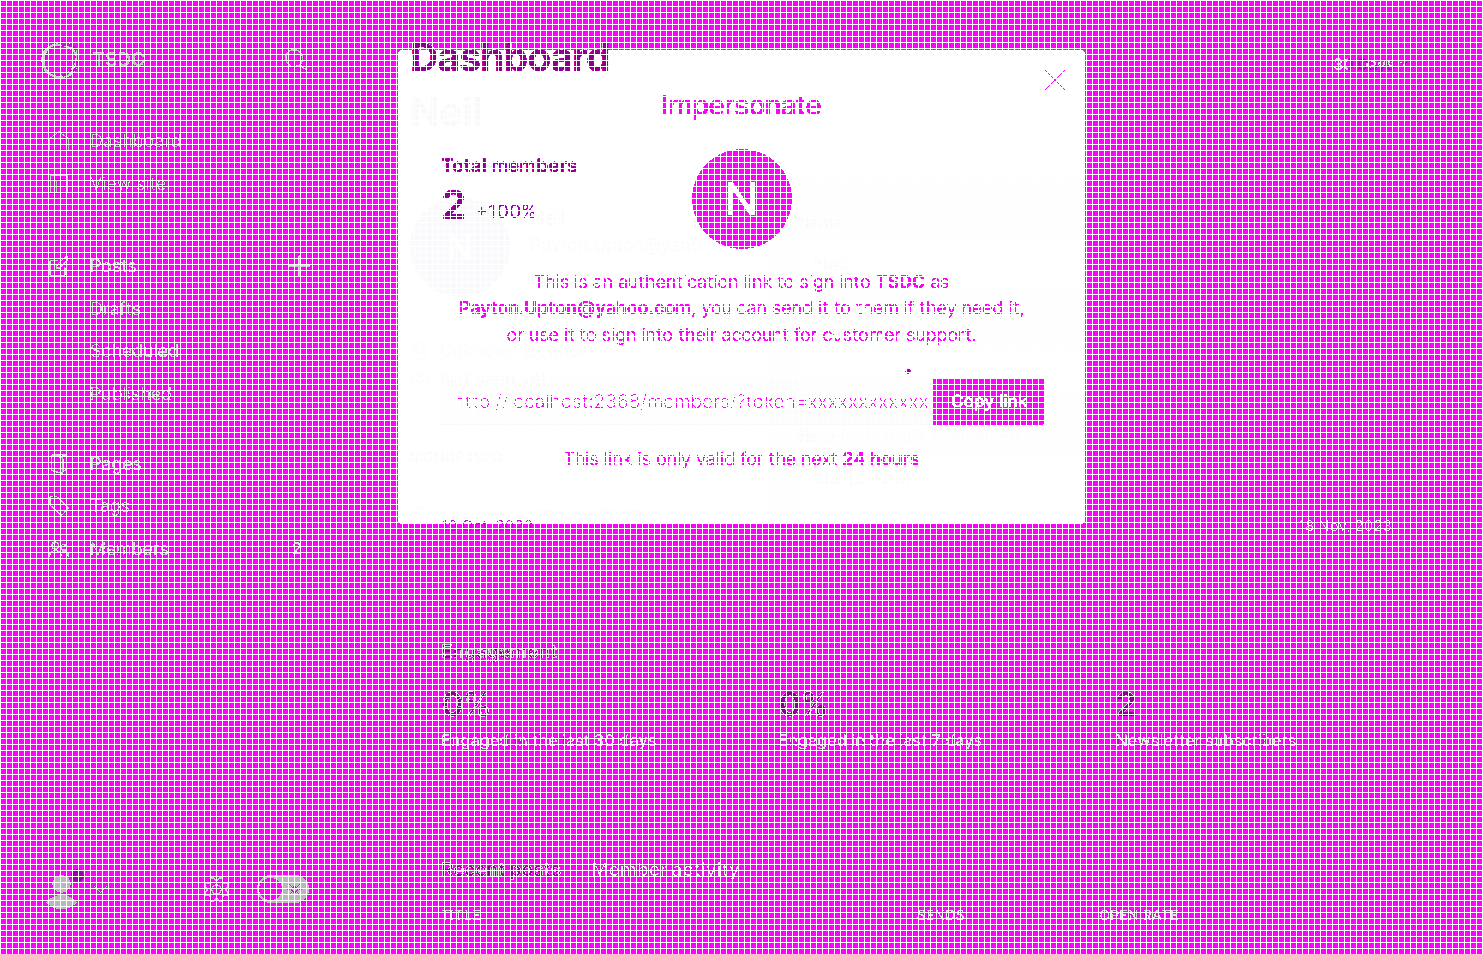 TSDC
Dashboard
View site
Posts
Drafts
Scheduled
Published
Pages
Tags
Members 2
Dashboard
Neil
Total members
2 +100%
Impersonate
N
This is an authentication link to sign into TSDC as
Payton.Upton@yahoo.com, you can send it to them if they need it,
or use it to sign into their account for customer support.
http://localhost:2368/members/?token=xxxxxxxxxxxx
Copy link
This link is only valid for the next 24 hours
18 Nov, 2023
Engagement
0% 0% 2
Engaged in the last 30 days Engaged in the last 7 days Newsletter subscribers
Recent posts Member activity
TITLE SENDS OPEN RATE